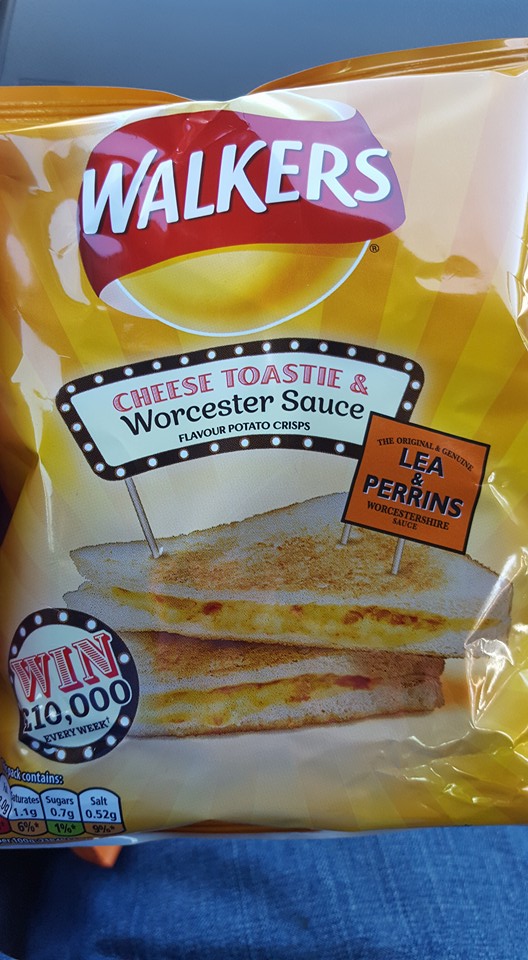 WALKERS
®
CHEESE TOASTIE &
Worcester Sauce
FLAVOUR POTATO CRISPS
THE ORIGINAL & GENUINE
LEA
&
PERRINS
WORCESTERSHIRE
SAUCE
WIN
£10,000
EVERY WEEK†
pack contains:
Sugars Salt
1.1g 0.7g 0.52g
6%* 1%* 9%*